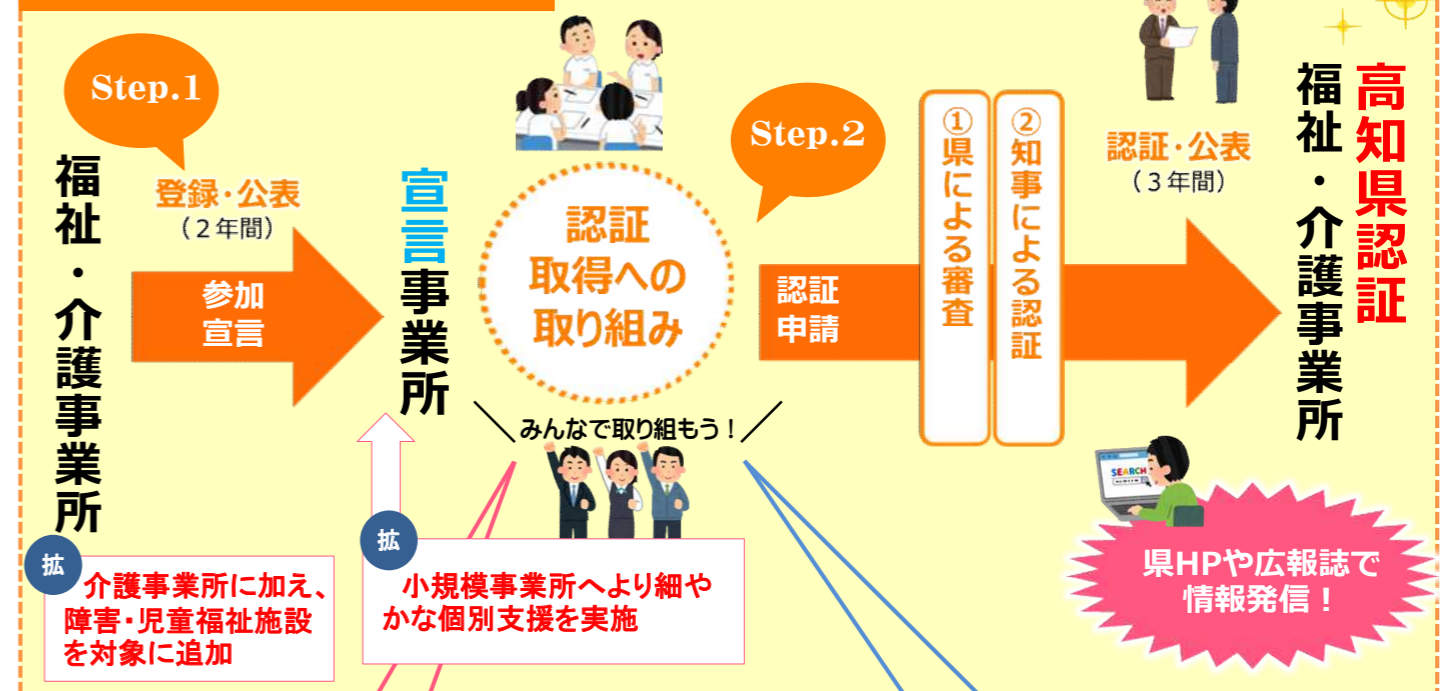 Step.1
福祉・介護事業所
登録・公表
（２年間）
参加
宣言
宣言事業所
認証
取得への
取り組み
みんなで取り組もう！
Step.2
認証
申請
①県による審査
②知事による認証
認証・公表
（３年間）
高知県認証
福祉・介護事業所
拡
介護事業所に加え、
障害・児童福祉施設
を対象に追加
拡
小規模事業所へより細や
かな個別支援を実施
SEARCH
県HPや広報誌で
情報発信！